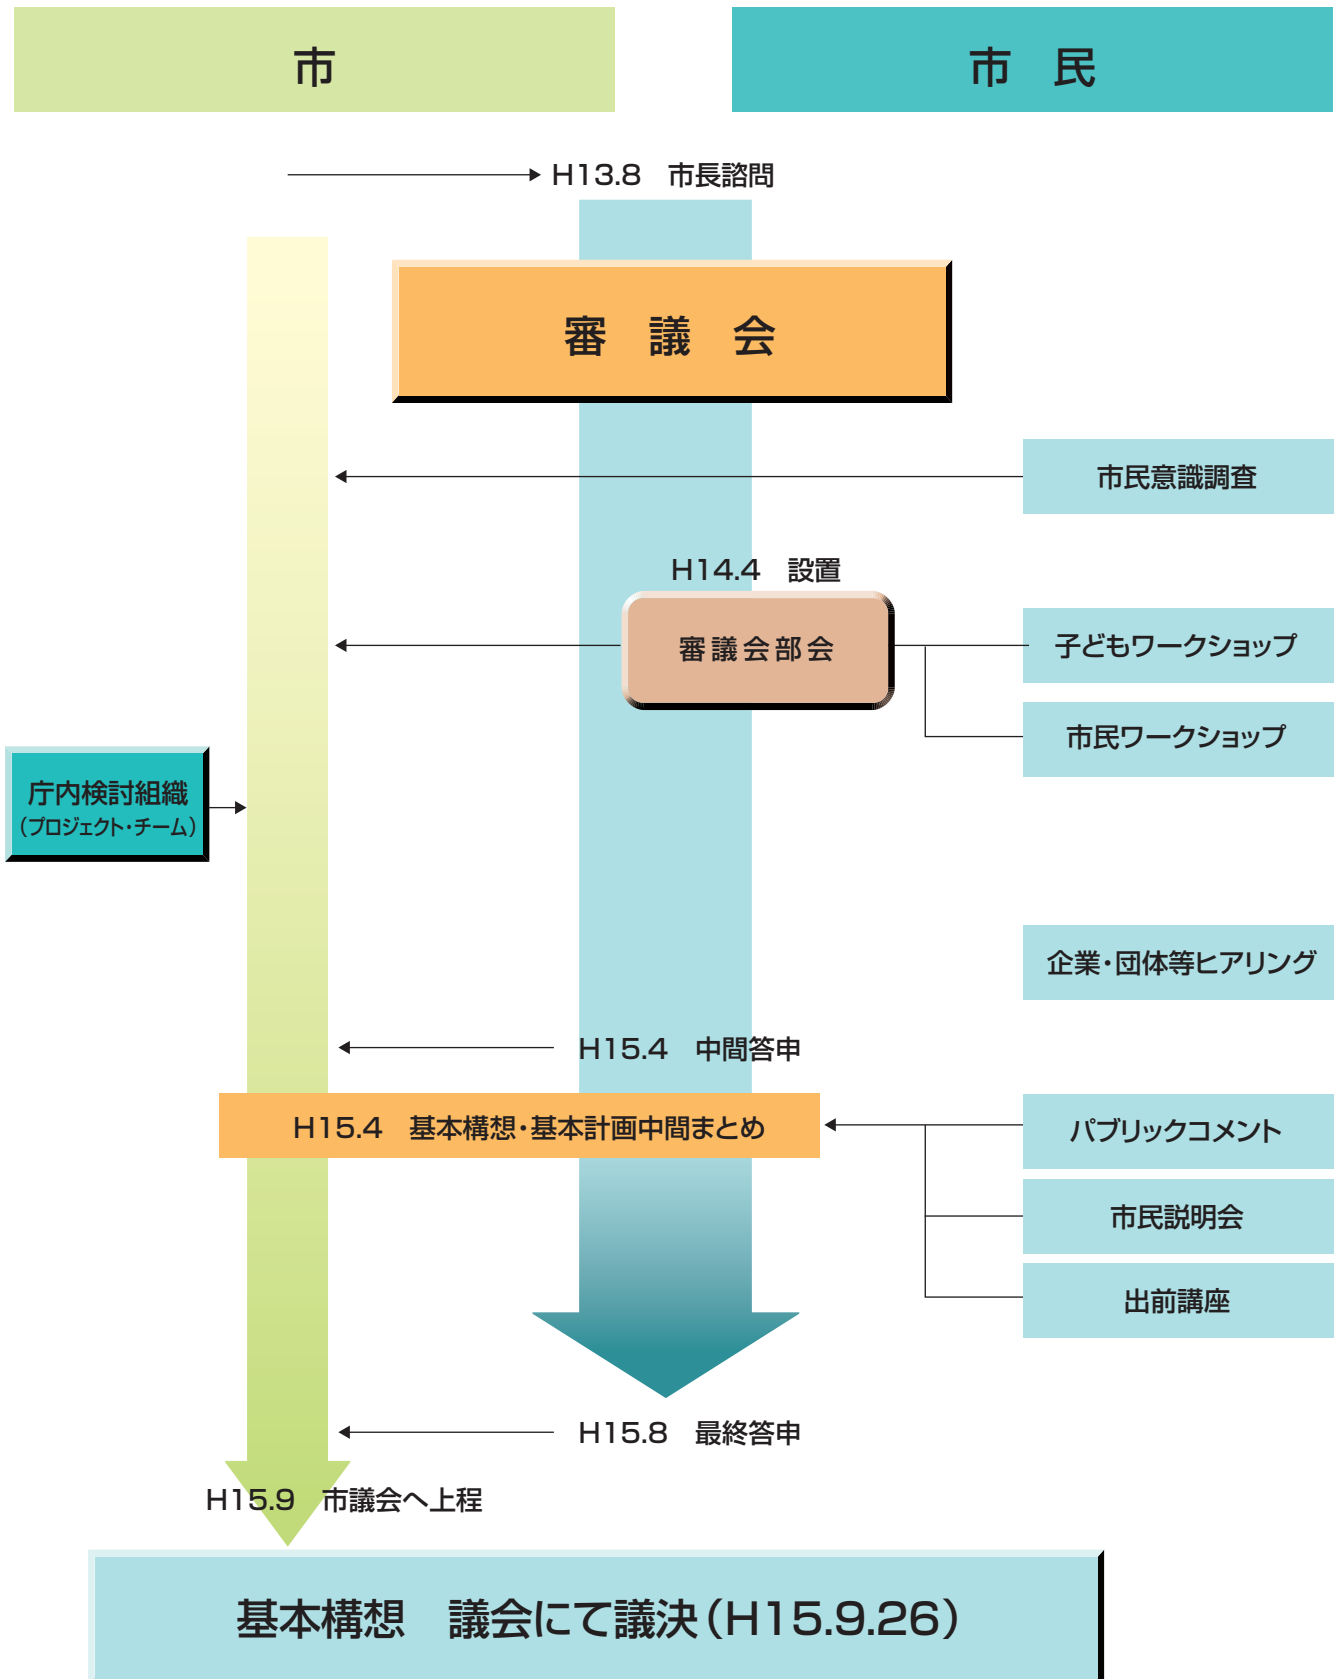 市
市 民
H13.8 市長諮問
審 議 会
市民意識調査
H14.4 設置
審議会部会
子どもワークショップ
市民ワークショップ
庁内検討組織
(プロジェクト・チーム)
企業・団体等ヒアリング
H15.4 中間答申
H15.4 基本構想・基本計画中間まとめ
パブリックコメント
市民説明会
出前講座
H15.8 最終答申
H15.9 市議会へ上程
基本構想 議会にて議決(H15.9.26)